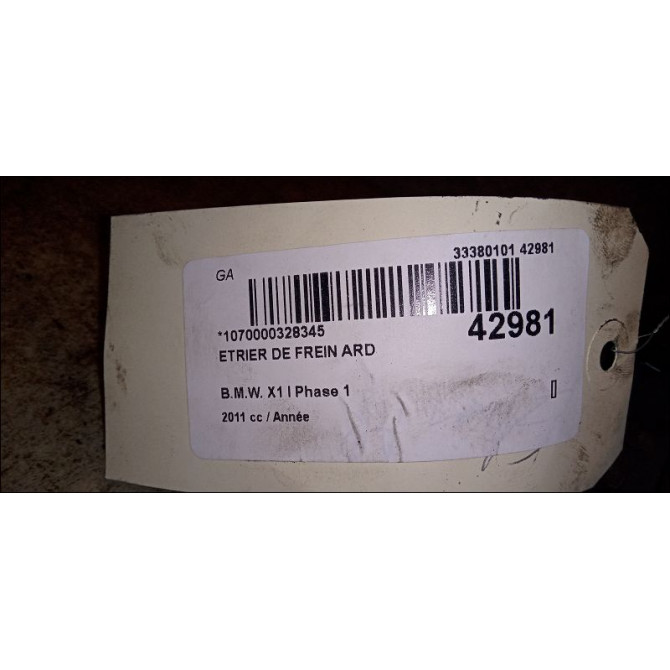 33380101 42981
GA
*1070000328345
42981
ETRIER DE FREIN ARD
B.M.W. X1 I Phase 1
2011 cc / Année